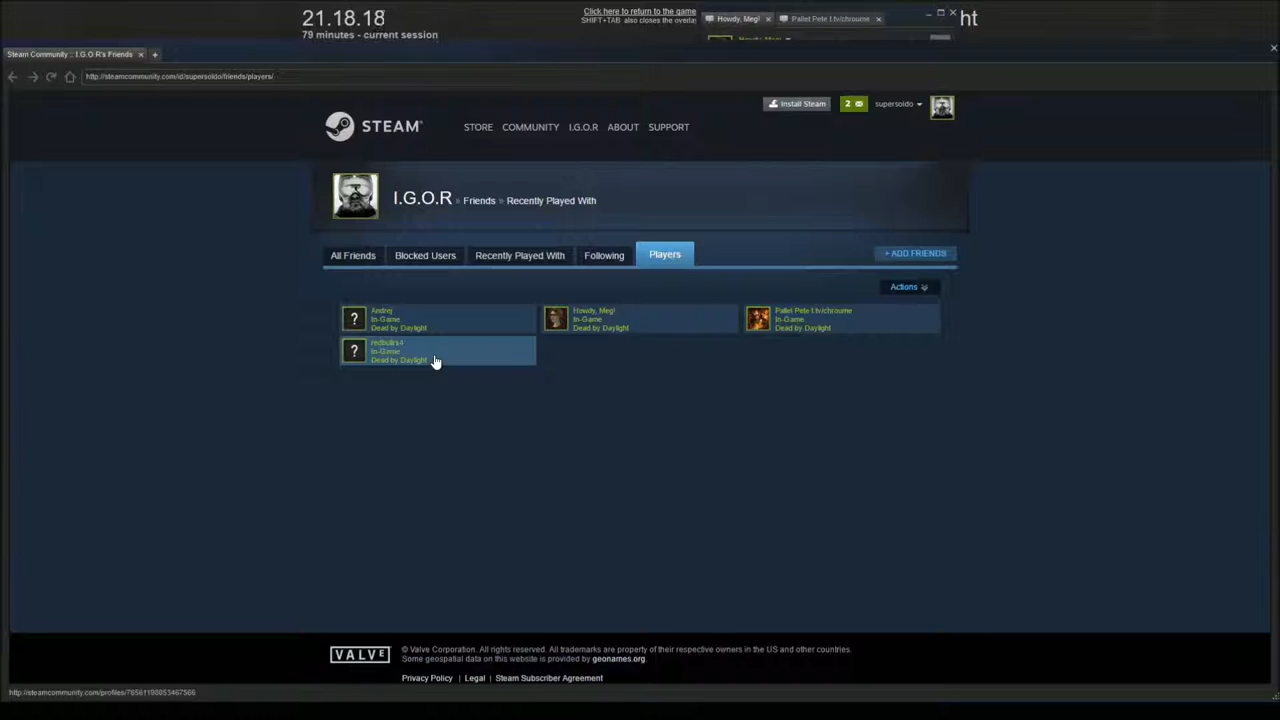 21.18.18
79 minutes - current session
Click here to return to the game
SHIFT+TAB also closes the overlay
Howdy, Meg!
Pallet Pete t.tv/chroume
ht
Steam Community :: I.G.O.R's Friends
http://steamcommunity.com/id/supersoldo/friends/players/
Install Steam
2
supersoldo
STEAM
STORE
COMMUNITY
I.G.O.R
ABOUT
SUPPORT
I.G.O.R » Friends » Recently Played With
All Friends
Blocked Users
Recently Played With
Following
Players
+ ADD FRIENDS
Actions
Andrej
In-Game
Dead by Daylight
Howdy, Meg!
In-Game
Dead by Daylight
Pallet Pete t.tv/chroume
In-Game
Dead by Daylight
In-Game
Dead by Daylight
VALVE
© Valve Corporation. All rights reserved. All trademarks are property of their respective owners in the US and other countries.
Some geospatial data on this website is provided by geonames.org.
Privacy Policy | Legal | Steam Subscriber Agreement